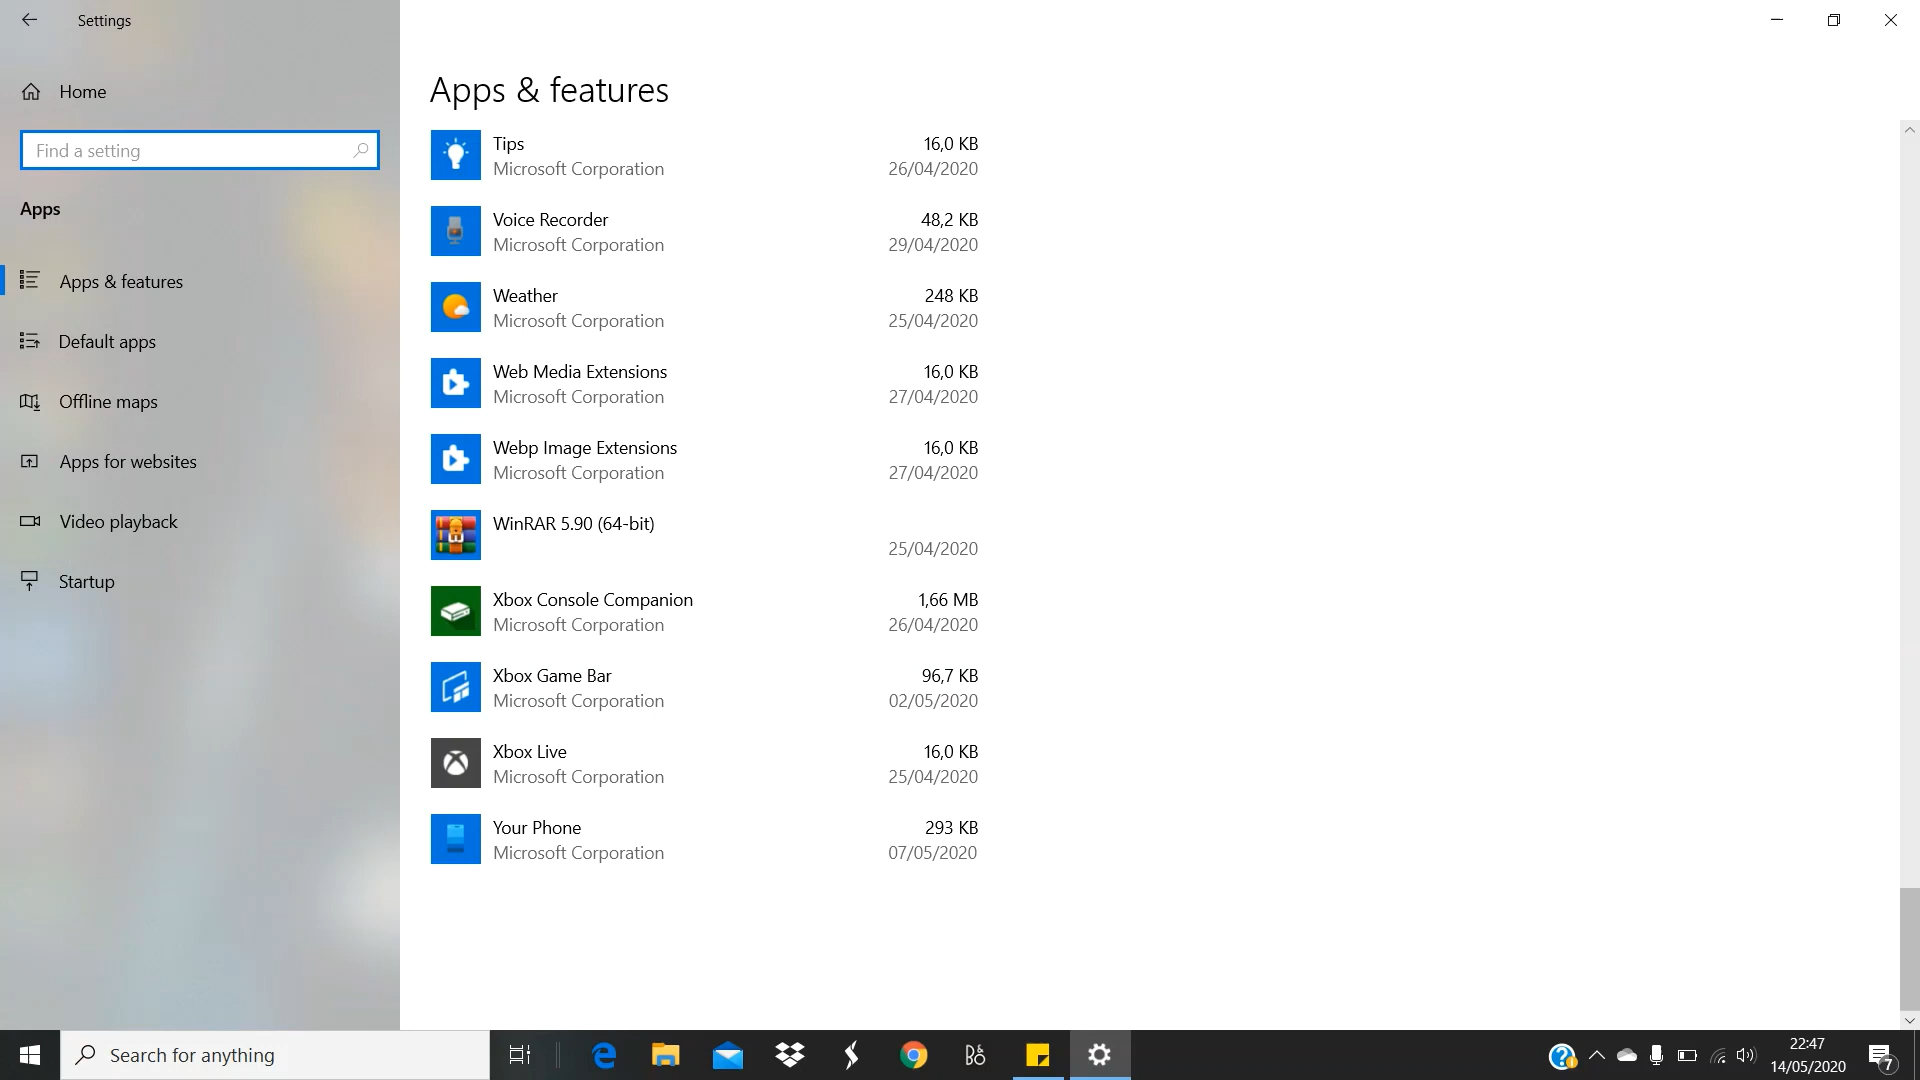 Settings
Home
Find a setting
Apps
Apps & features
Default apps
Offline maps
Apps for websites
Video playback
Startup
Apps & features
Tips 16,0 KB
Microsoft Corporation 26/04/2020
Voice Recorder 48,2 KB
Microsoft Corporation 29/04/2020
Weather 248 KB
Microsoft Corporation 25/04/2020
Web Media Extensions 16,0 KB
Microsoft Corporation 27/04/2020
Webp Image Extensions 16,0 KB
Microsoft Corporation 27/04/2020
WinRAR 5.90 (64-bit)
25/04/2020
Xbox Console Companion 1,66 MB
Microsoft Corporation 26/04/2020
Xbox Game Bar 96,7 KB
Microsoft Corporation 02/05/2020
Xbox Live 16,0 KB
Microsoft Corporation 25/04/2020
Your Phone 293 KB
Microsoft Corporation 07/05/2020
Search for anything
22:47
14/05/2020
7